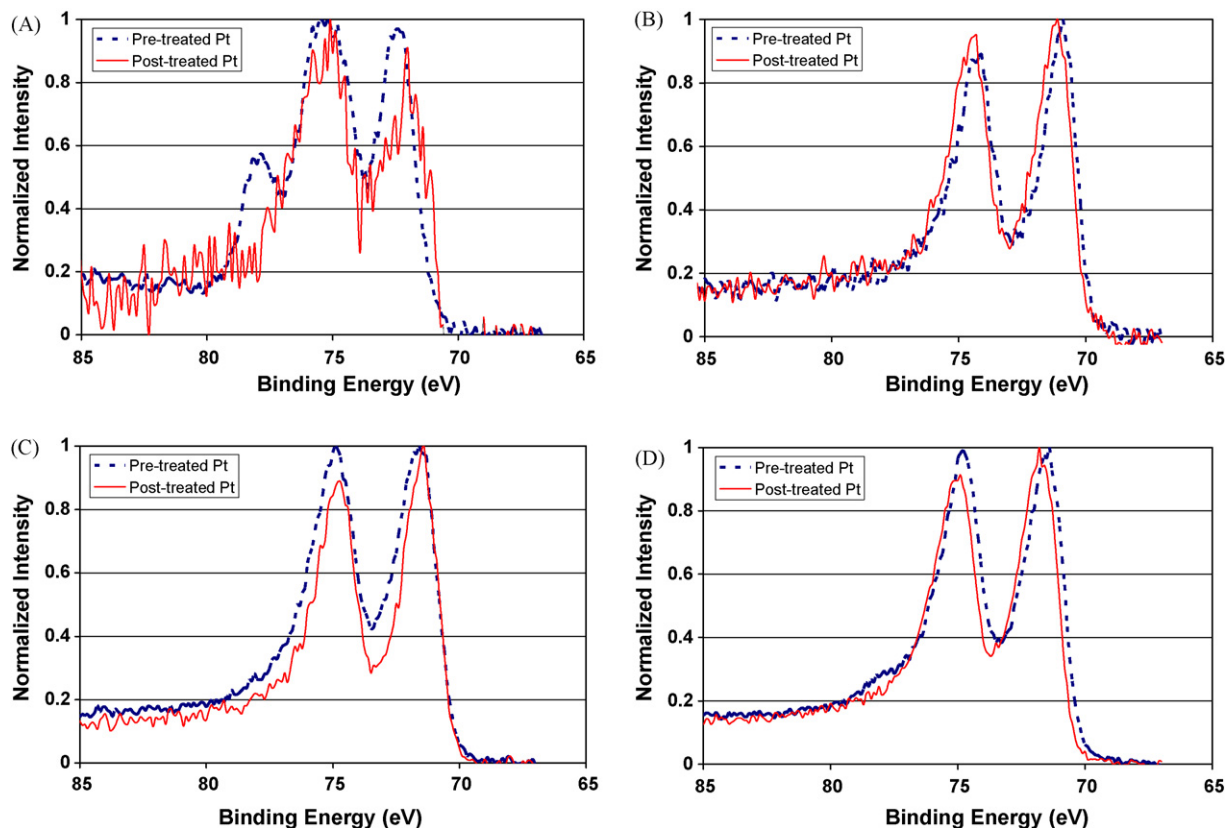 (A)
Pre-treated Pt
Post-treated Pt
Normalized Intensity
1
0.8
0.6
0.4
0.2
0
85 80 75 70 65
Binding Energy (eV)
(B)
Pre-treated Pt
Post-treated Pt
Normalized Intensity
1
0.8
0.6
0.4
0.2
0
85 80 75 70 65
Binding Energy (eV)
(C)
Pre-treated Pt
Post-treated Pt
Normalized Intensity
1
0.8
0.6
0.4
0.2
0
85 80 75 70 65
Binding Energy (eV)
(D)
Pre-treated Pt
Post-treated Pt
Normalized Intensity
1
0.8
0.6
0.4
0.2
0
85 80 75 70 65
Binding Energy (eV)